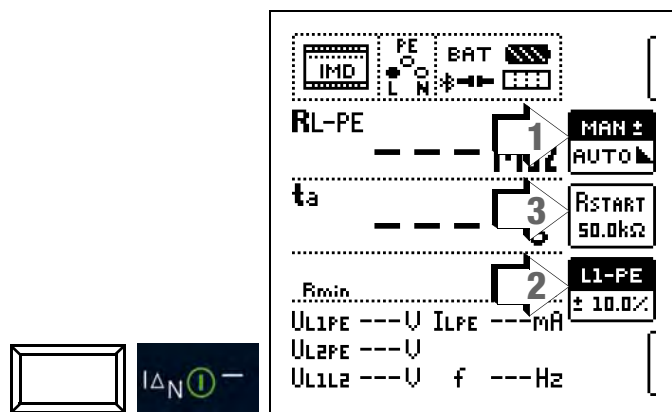 PE
BAT
IMD
L N
RL-PE
--- MΩ
1
MAN ±
AUTO
ta
--- s
3
RSTART
50.0kΩ
2
L1-PE
± 10.0%
Rmin
UL1PE ---V ILPE ---mA
UL2PE ---V
UL1L2 ---V f ---Hz
IΔN